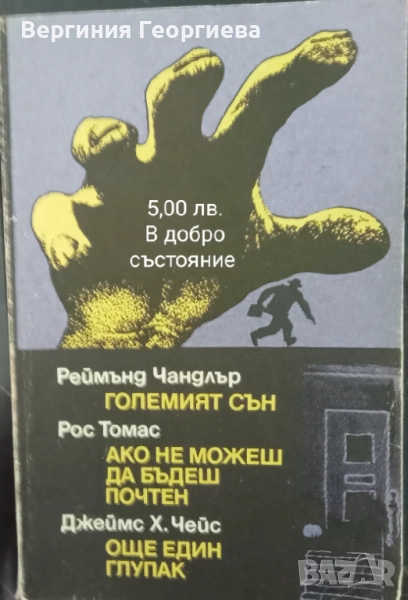 Вергиния Георгиева
5,00 лв.
В добро
състояние
Реймънд Чандлър
ГОЛЕМИЯТ СЪН
Рос Томас
АКО НЕ МОЖЕШ
ДА БЪДЕШ
ПОЧТЕН
Джеймс Х. Чейс
ОЩЕ ЕДИН
ГЛУПАК
bazar